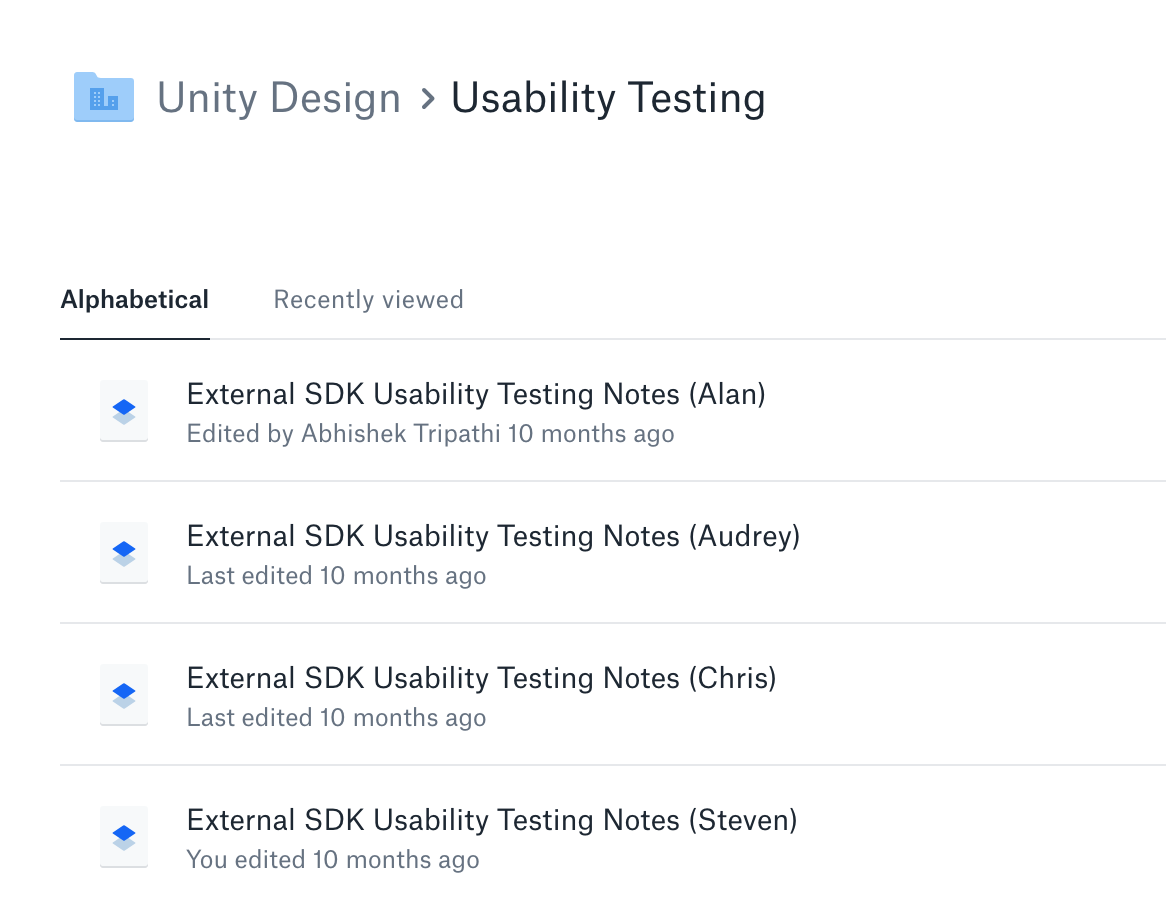 Unity Design > Usability Testing
Alphabetical Recently viewed
External SDK Usability Testing Notes (Alan)
Edited by Abhishek Tripathi 10 months ago
External SDK Usability Testing Notes (Audrey)
Last edited 10 months ago
External SDK Usability Testing Notes (Chris)
Last edited 10 months ago
External SDK Usability Testing Notes (Steven)
You edited 10 months ago